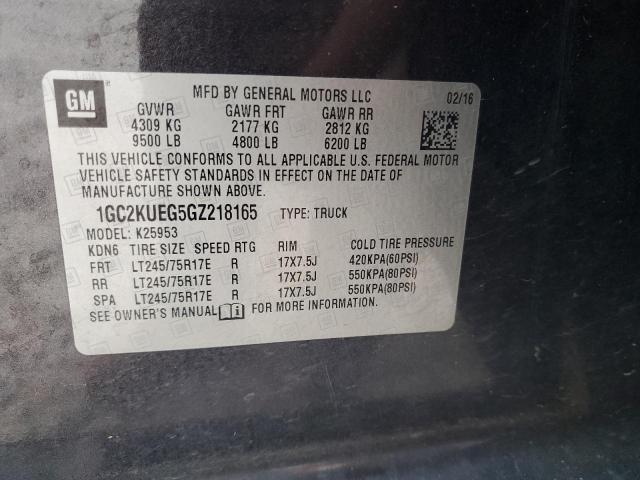 GM
MFD BY GENERAL MOTORS LLC 02/16
GVWR GAWR FRT GAWR RR
4309 KG 2177 KG 2812 KG
9500 LB 4800 LB 6200 LB
THIS VEHICLE CONFORMS TO ALL APPLICABLE U.S. FEDERAL MOTOR
VEHICLE SAFETY STANDARDS IN EFFECT ON THE DATE OF
MANUFACTURE SHOWN ABOVE.
1GC2KUEG5GZ218165 TYPE: TRUCK
MODEL: K25953
KDN6 TIRE SIZE SPEED RTG RIM COLD TIRE PRESSURE
FRT LT245/75R17E R 17X7.5J 420KPA(60PSI)
RR LT245/75R17E R 17X7.5J 550KPA(80PSI)
SPA LT245/75R17E R 17X7.5J 550KPA(80PSI)
SEE OWNER'S MANUAL FOR MORE INFORMATION.